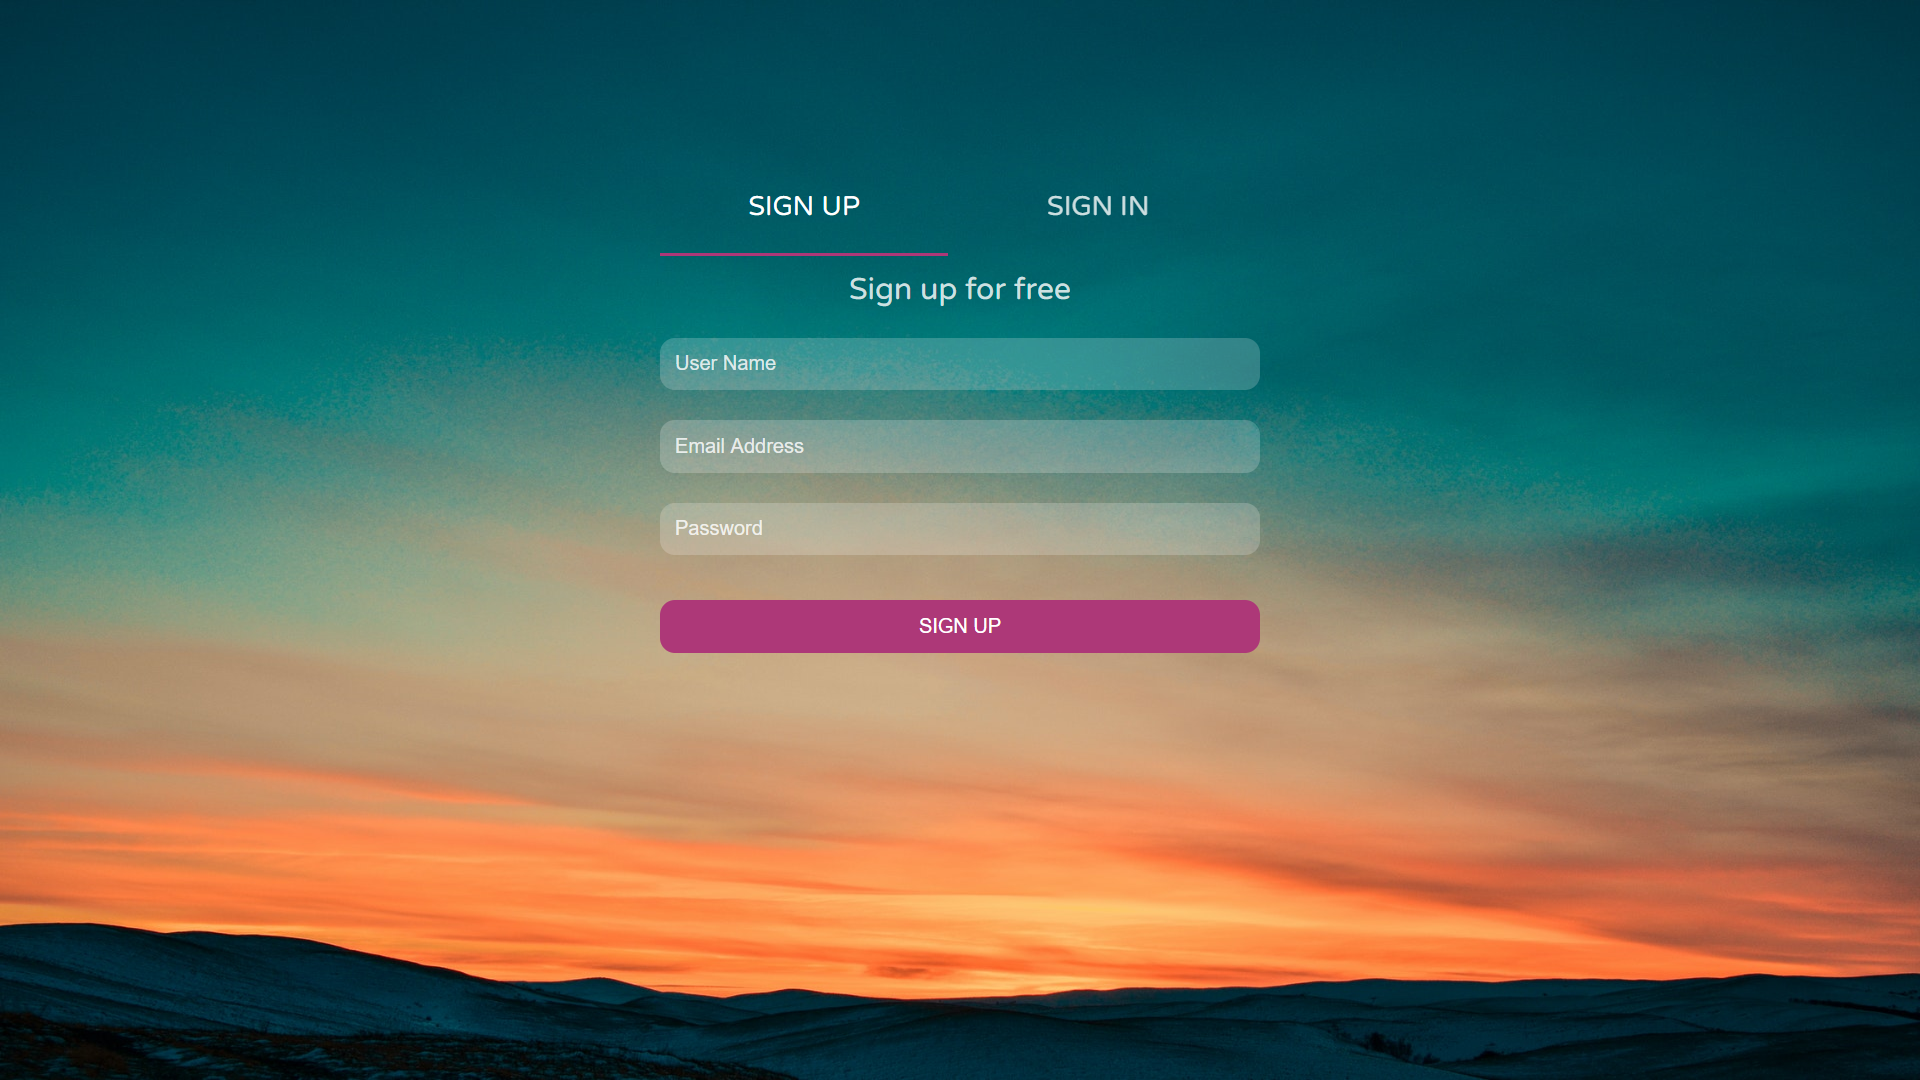 SIGN UP SIGN IN
Sign up for free
User Name
Email Address
Password
SIGN UP